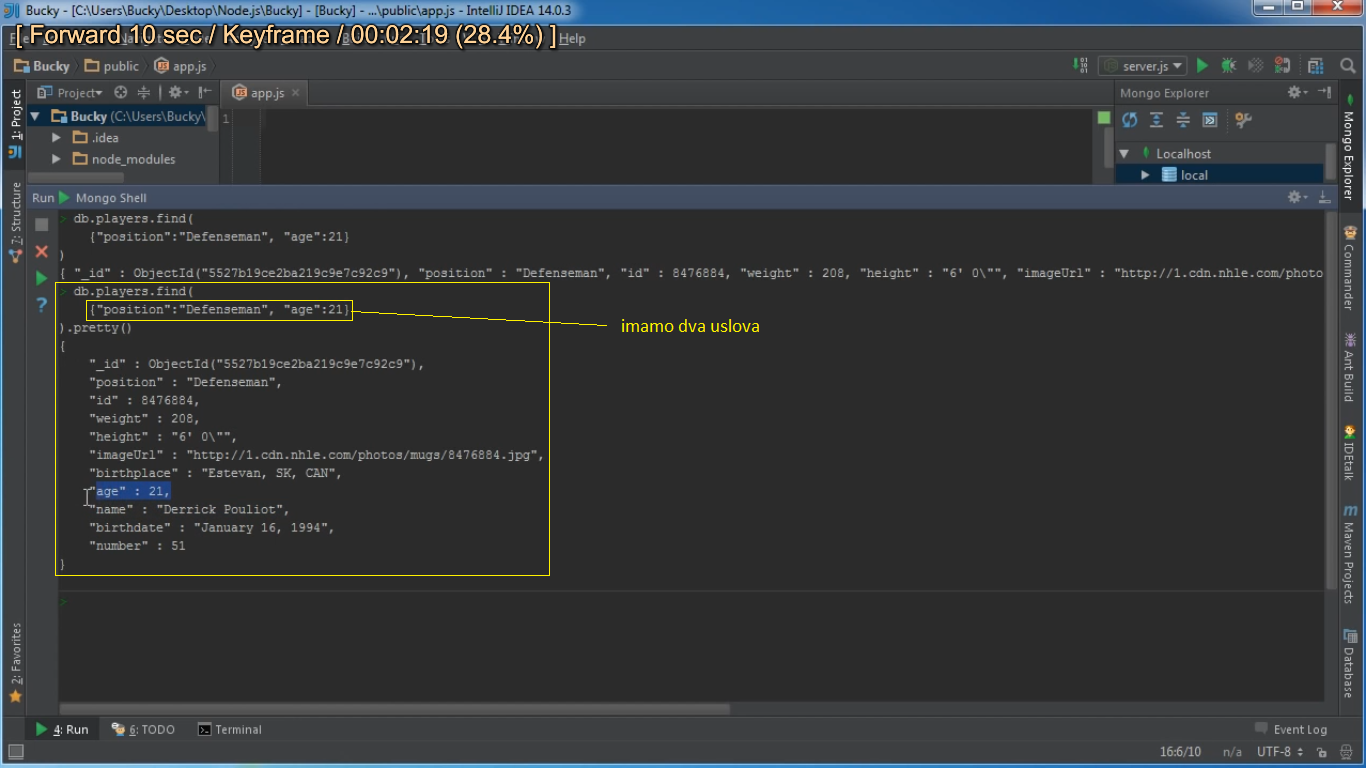 Bucky - [C:\Users\Bucky\Desktop\Node.js\Bucky] - [Bucky] - ...\public\app.js - IntelliJ IDEA 14.0.3
[ Forward 10 sec / Keyframe / 00:02:19 (28.4%) ]
Help
Bucky public app.js
server.js
Project
app.js ×
Mongo Explorer
1
Bucky (C:\Users\Bucky\
.idea
node_modules
Localhost
local
1: Project
7: Structure
2: Favorites
Run Mongo Shell
> db.players.find(
{"position":"Defenseman", "age":21}
)
{ "_id" : ObjectId("5527b19ce2ba219c9e7c92c9"), "position" : "Defenseman", "id" : 8476884, "weight" : 208, "height" : "6' 0\"", "imageUrl" : "http://1.cdn.nhle.com/photo
> db.players.find(
{"position":"Defenseman", "age":21}
imamo dva uslova
).pretty()
{
"_id" : ObjectId("5527b19ce2ba219c9e7c92c9"),
"position" : "Defenseman",
"id" : 8476884,
"weight" : 208,
"height" : "6' 0\"",
"imageUrl" : "http://1.cdn.nhle.com/photos/mugs/8476884.jpg",
"birthplace" : "Estevan, SK, CAN",
"age" : 21,
"name" : "Derrick Pouliot",
"birthdate" : "January 16, 1994",
"number" : 51
}
>
Mongo Explorer
Commander
Ant Build
IDEtalk
Maven Projects
Database
4: Run 6: TODO Terminal
Event Log
16:6/10 n/a UTF-8